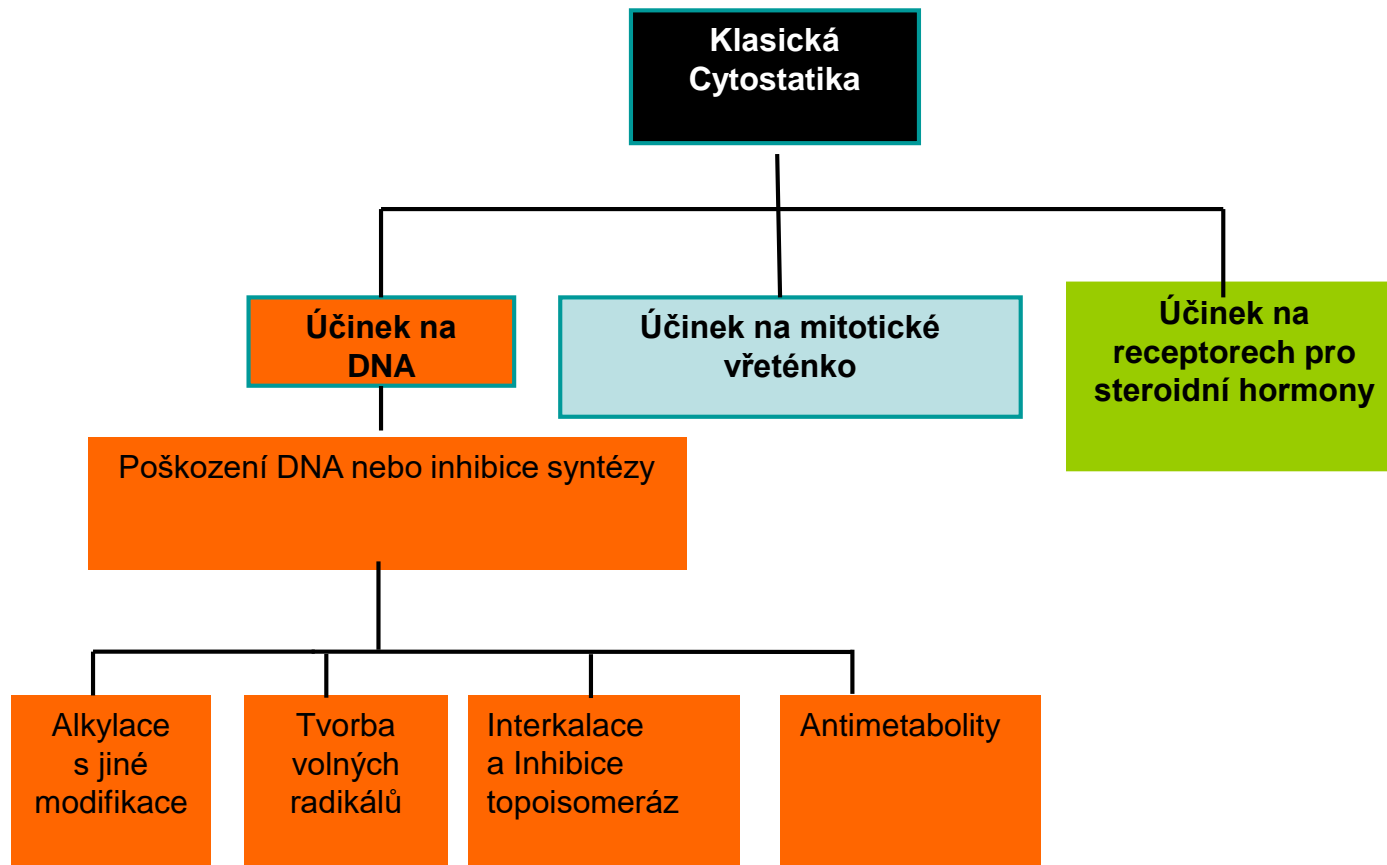 Klasická
Cytostatika
Účinek na
DNA
Účinek na mitotické
vřeténko
Účinek na
receptorech pro
steroidní hormony
Poškození DNA nebo inhibice syntézy
Alkylace
s jiné
modifikace
Tvorba
volných
radikálů
Interkalace
a Inhibice
topoisomeráz
Antimetabolity